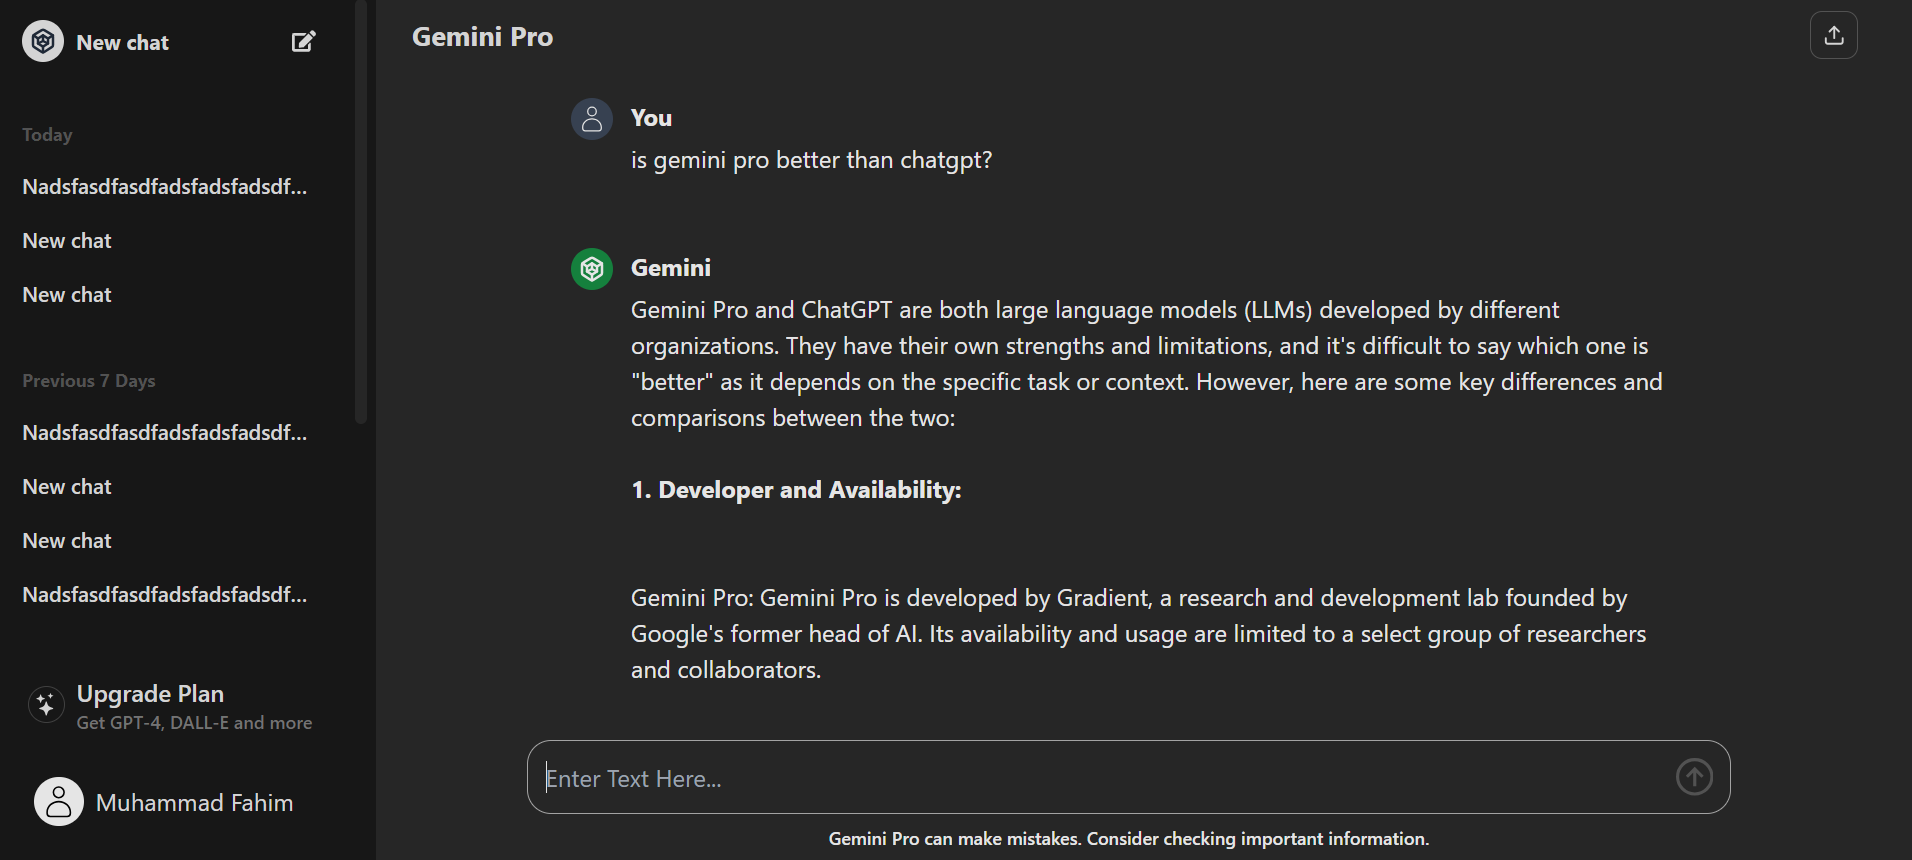 New chat
Today
Nadsfasdfasdfadsfadsfadsdf...
New chat
New chat
Previous 7 Days
Nadsfasdfasdfadsfadsfadsdf...
New chat
New chat
Nadsfasdfasdfadsfadsfadsdf...
Upgrade Plan
Get GPT-4, DALL-E and more
Muhammad Fahim
Gemini Pro
You
is gemini pro better than chatgpt?
Gemini
Gemini Pro and ChatGPT are both large language models (LLMs) developed by different
organizations. They have their own strengths and limitations, and it's difficult to say which one is
"better" as it depends on the specific task or context. However, here are some key differences and
comparisons between the two:
1. Developer and Availability:
Gemini Pro: Gemini Pro is developed by Gradient, a research and development lab founded by
Google's former head of AI. Its availability and usage are limited to a select group of researchers
and collaborators.
Enter Text Here...
Gemini Pro can make mistakes. Consider checking important information.